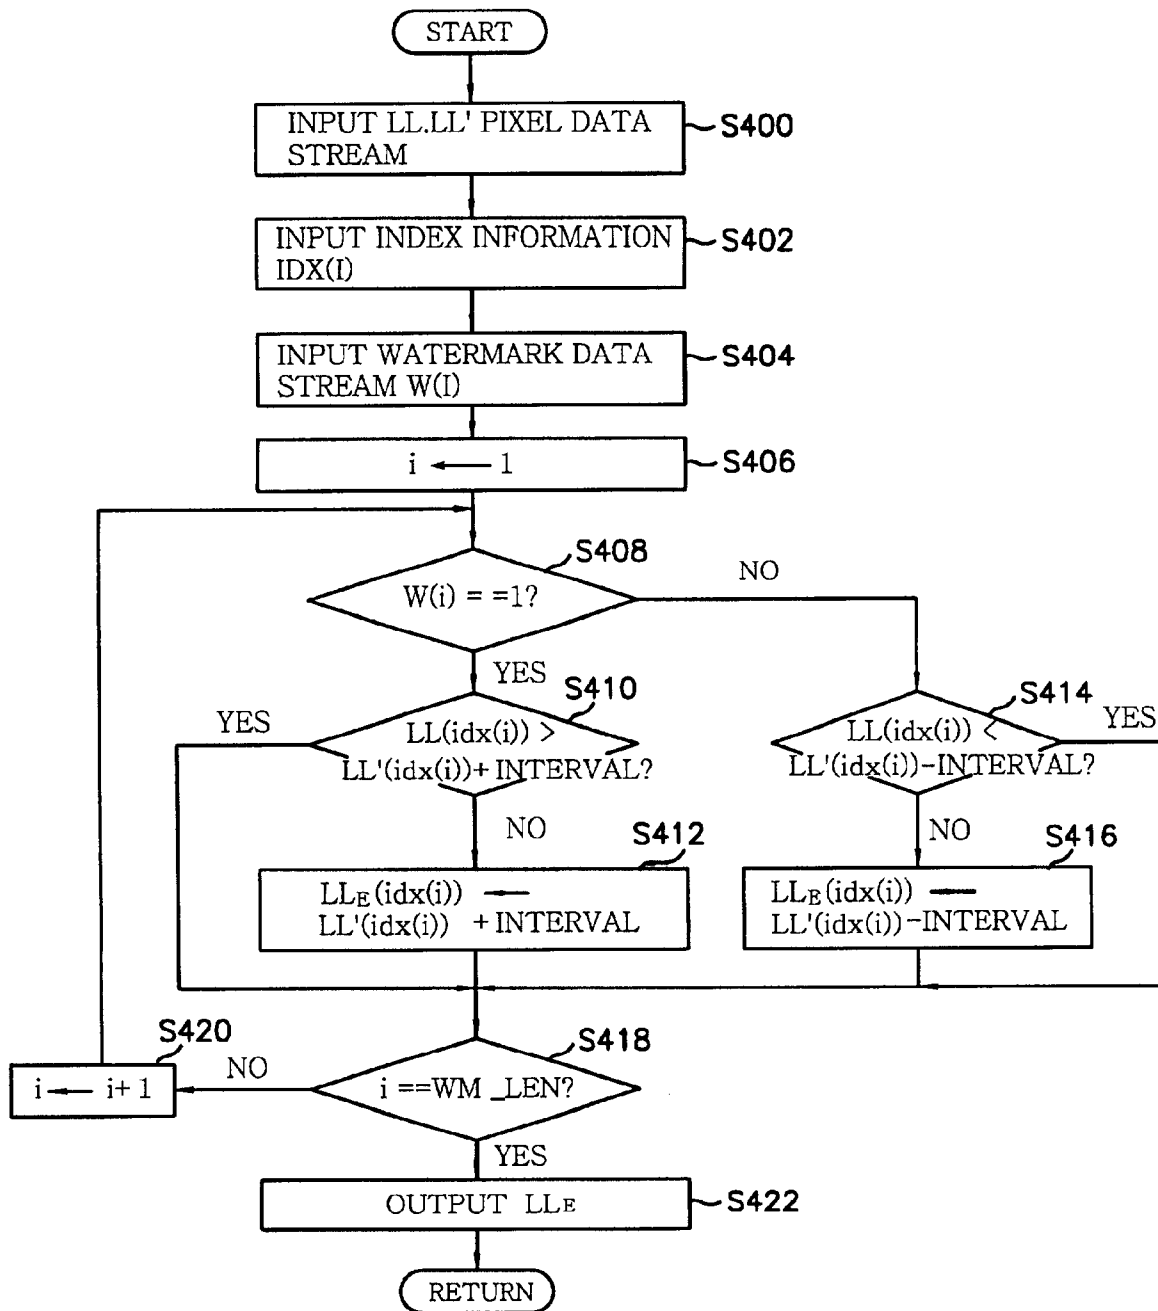 START
INPUT LL.LL' PIXEL DATA
STREAM
S400
INPUT INDEX INFORMATION
IDX(I)
S402
INPUT WATERMARK DATA
STREAM W(I)
S404
i ← 1
S406
S408
W(i) = =1?
NO
YES
S410
YES
LL(idx(i)) >
LL'(idx(i))+INTERVAL?
S414
YES
LL(idx(i)) <
LL'(idx(i))-INTERVAL?
NO
S412
LLE(idx(i)) ←
LL'(idx(i)) +INTERVAL
NO
S416
LLE(idx(i)) ←
LL'(idx(i))-INTERVAL
S420
i ← i+1
NO
S418
i ==WM_LEN?
YES
OUTPUT LLE
S422
RETURN